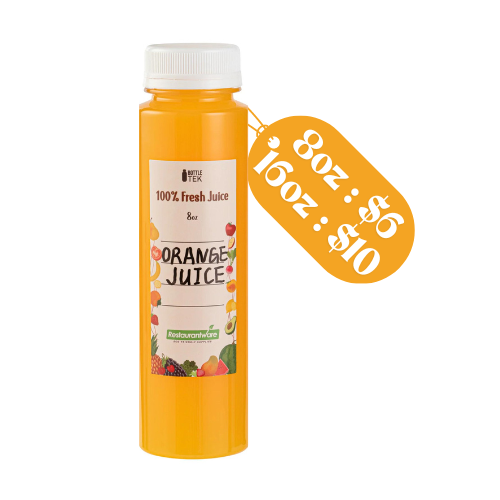 BOTTLE
TEK
100% Fresh Juice
8oz
ORANGE
JUICE
Restaurantware
8oz : $6
16oz : $10